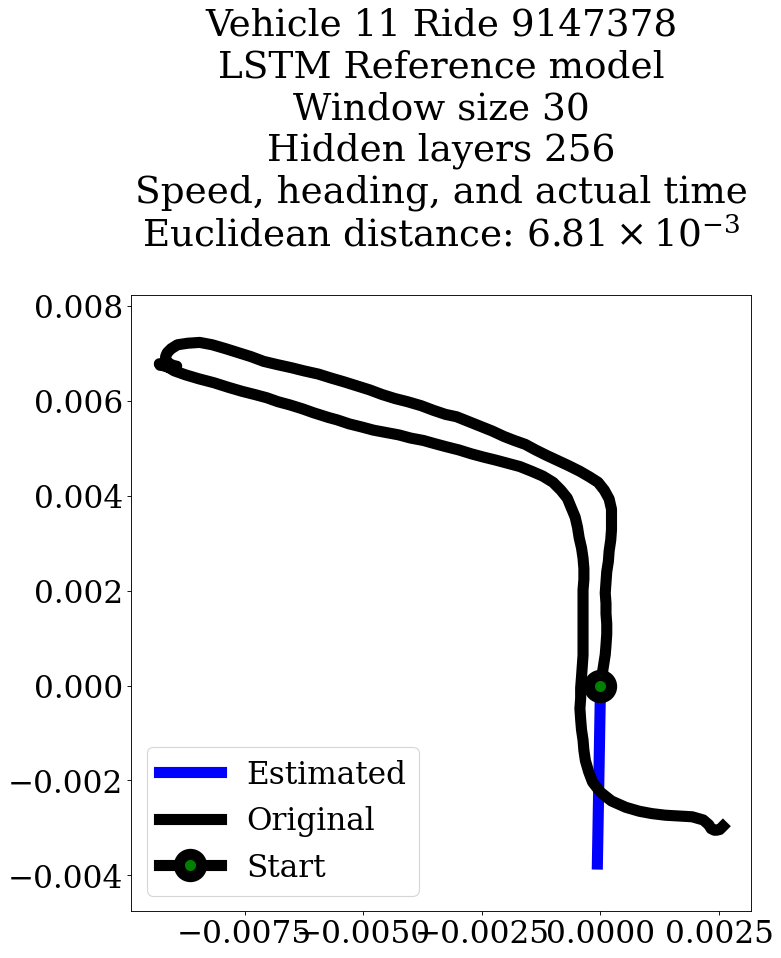 Vehicle 11 Ride 9147378
LSTM Reference model
Window size 30
Hidden layers 256
Speed, heading, and actual time
Euclidean distance: 6.81 × 10⁻³
0.008
0.006
0.004
0.002
0.000
−0.002
−0.004
Estimated
Original
Start
−0.0075 −0.0050 −0.0025 0.0000 0.0025